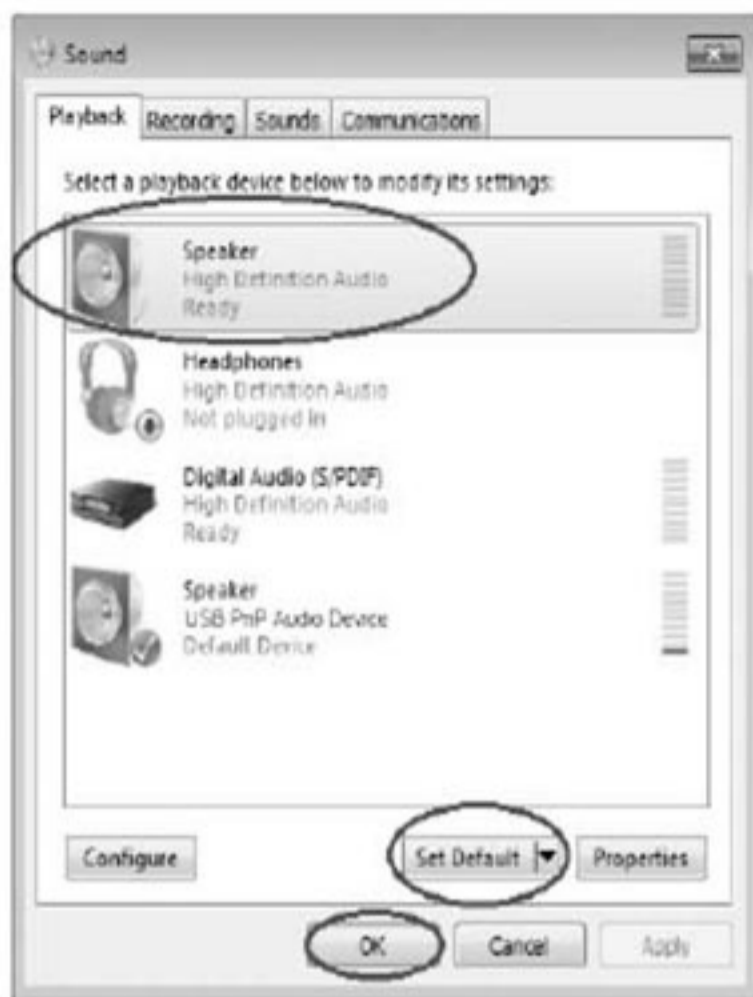 Sound
Playback Recording Sounds Communications
Select a playback device below to modify its settings:
Speaker
High Definition Audio
Ready
Headphones
High Definition Audio
Not plugged in
Digital Audio (S/PDIF)
High Definition Audio
Ready
Speaker
USB PnP Audio Device
Default Device
Configure Set Default Properties
OK Cancel Apply